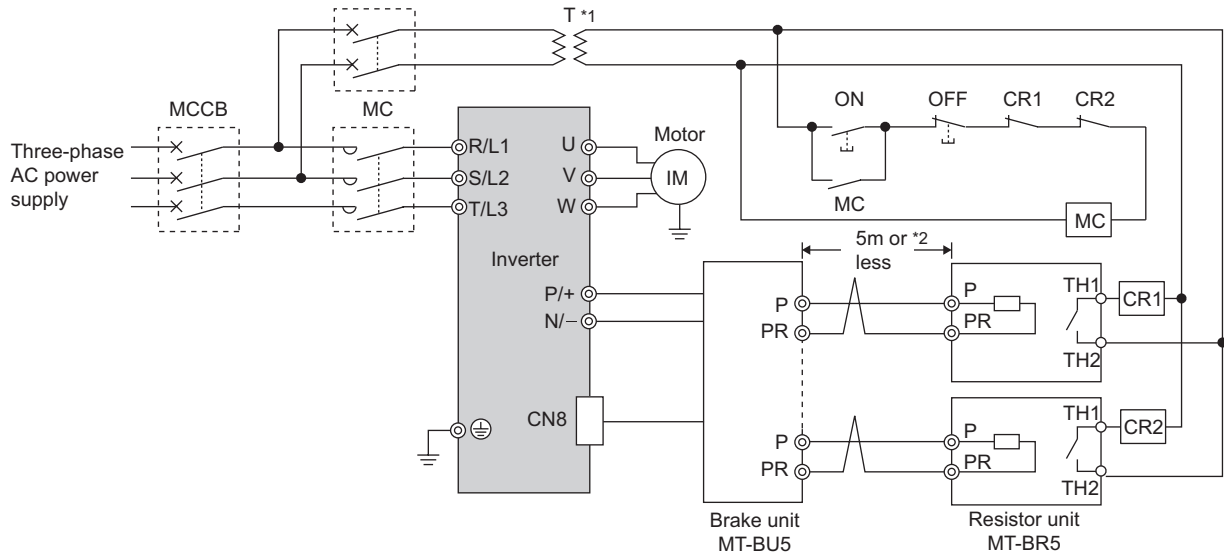 T *1
MCCB
MC
ON
OFF
CR1
CR2
Three-phase
AC power
supply
R/L1
S/L2
T/L3
U
V
W
Motor
IM
MC
MC
Inverter
P/+
N/−
CN8
5m or *2
less
P
PR
P
PR
TH1
TH2
CR1
P
PR
P
PR
TH1
TH2
CR2
Brake unit
MT-BU5
Resistor unit
MT-BR5